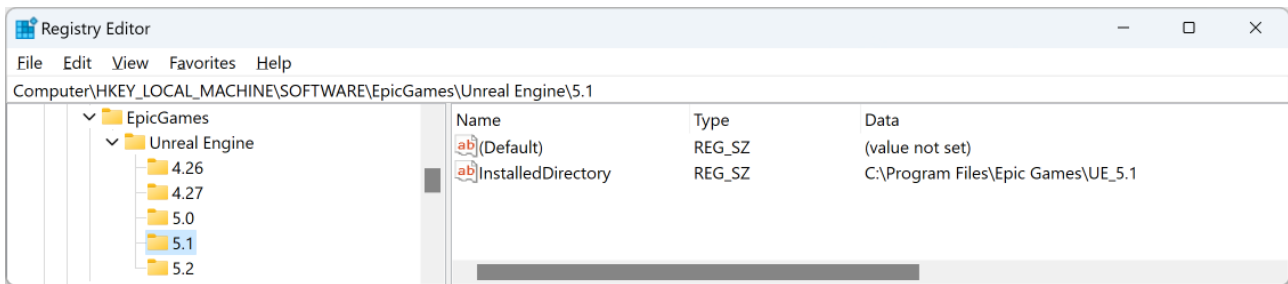 Registry Editor
File Edit View Favorites Help
Computer\HKEY_LOCAL_MACHINE\SOFTWARE\EpicGames\Unreal Engine\5.1
EpicGames
Unreal Engine
4.26
4.27
5.0
5.1
5.2
Name Type Data
ab (Default) REG_SZ (value not set)
ab InstalledDirectory REG_SZ C:\Program Files\Epic Games\UE_5.1